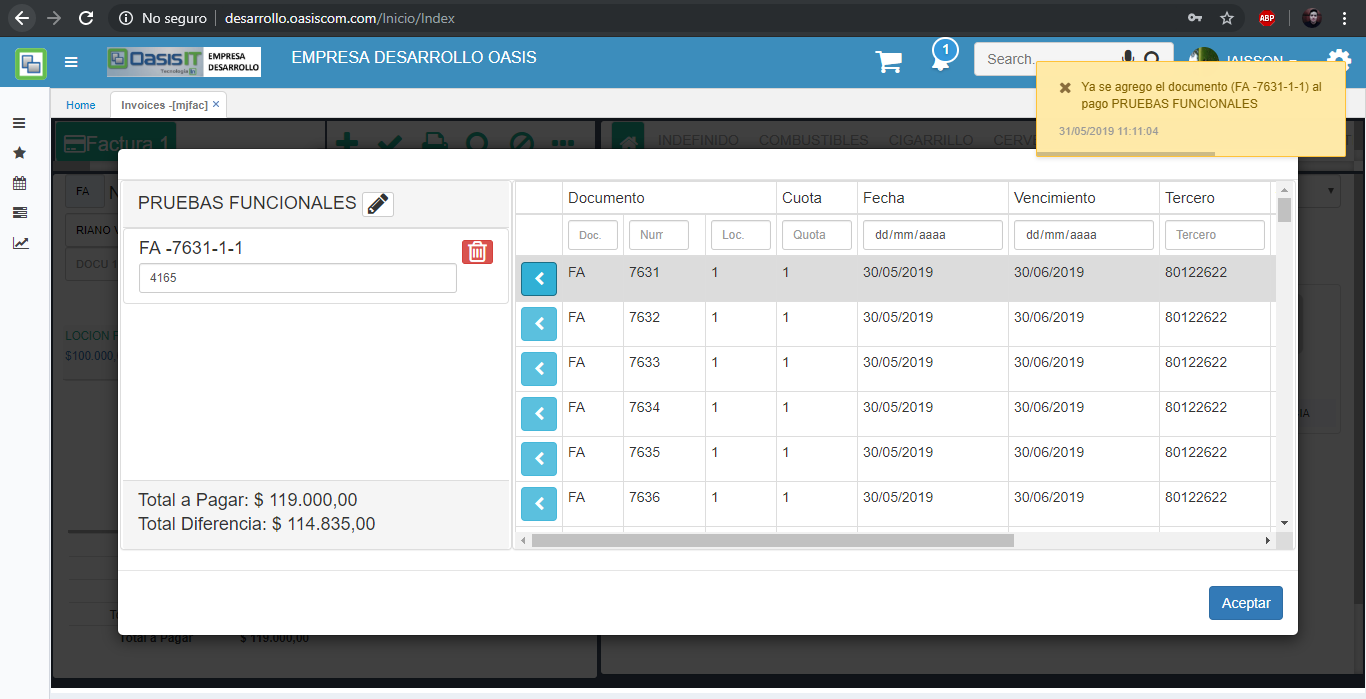 No seguro | desarrollo.oasiscom.com/Inicio/Index
ABP
OasisIT
Tecnología
EMPRESA
DESARROLLO
EMPRESA DESARROLLO OASIS
1
Search.
JAISSON
Ya se agrego el documento (FA -7631-1-1) al
pago PRUEBAS FUNCIONALES
31/05/2019 11:11:04
Home
Invoices -[mjfac] ×
Factura 1
INDEFINIDO COMBUSTIBLES CIGARRILLO CERV
FA N
RIANO V
DOCU 1
LOCION
$100.000,
IA
PRUEBAS FUNCIONALES
FA -7631-1-1
4165
Total a Pagar: $ 119.000,00
Total Diferencia: $ 114.835,00
Documento Cuota Fecha Vencimiento Tercero
Doc. Num Loc. Quota dd/mm/aaaa dd/mm/aaaa Tercero
FA 7631 1 1 30/05/2019 30/06/2019 80122622
FA 7632 1 1 30/05/2019 30/06/2019 80122622
FA 7633 1 1 30/05/2019 30/06/2019 80122622
FA 7634 1 1 30/05/2019 30/06/2019 80122622
FA 7635 1 1 30/05/2019 30/06/2019 80122622
FA 7636 1 1 30/05/2019 30/06/2019 80122622
Aceptar
Total a Pagar $ 119.000,00